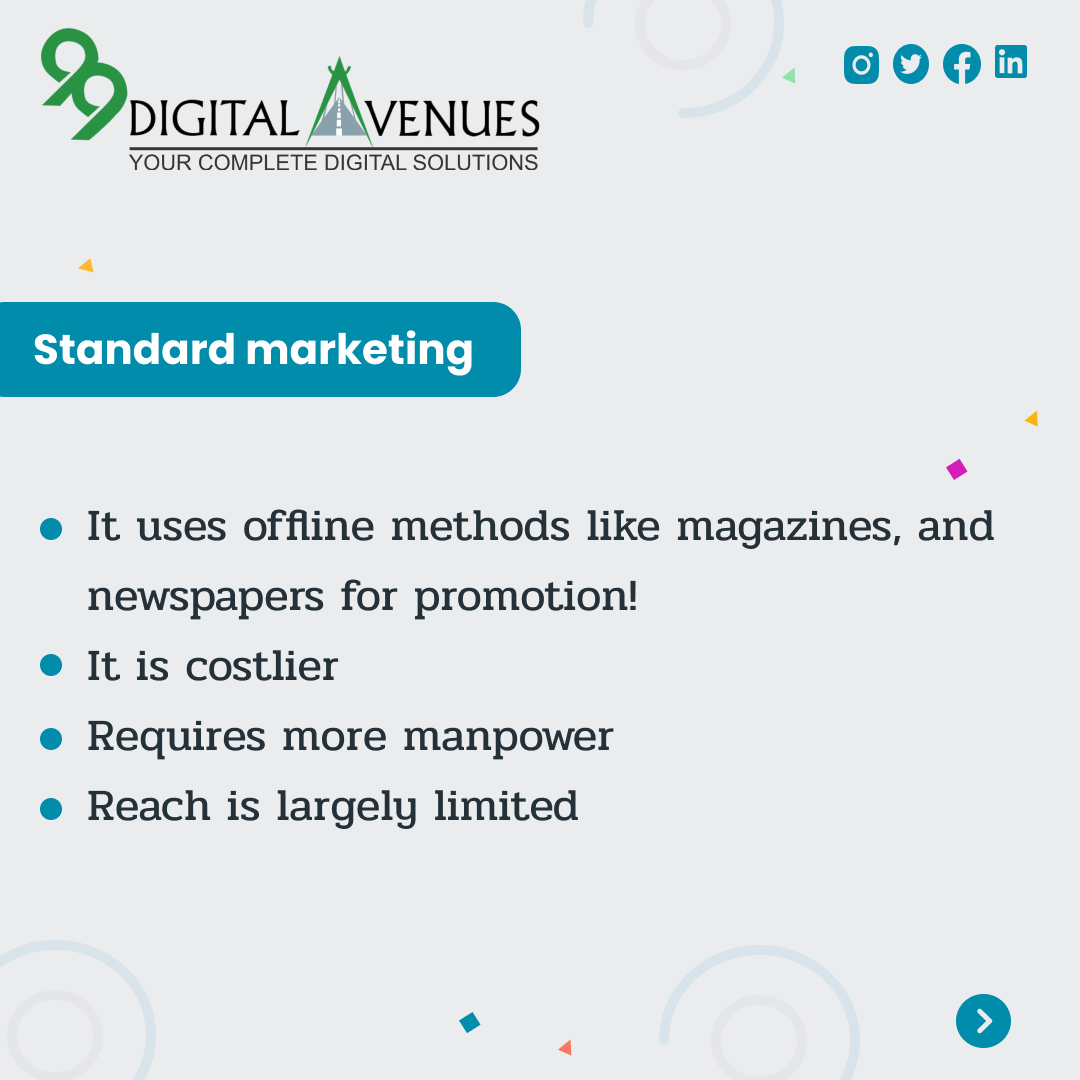 99 DIGITAL AVENUES
YOUR COMPLETE DIGITAL SOLUTIONS
Standard marketing
It uses offline methods like magazines, and
newspapers for promotion!
It is costlier
Requires more manpower
Reach is largely limited